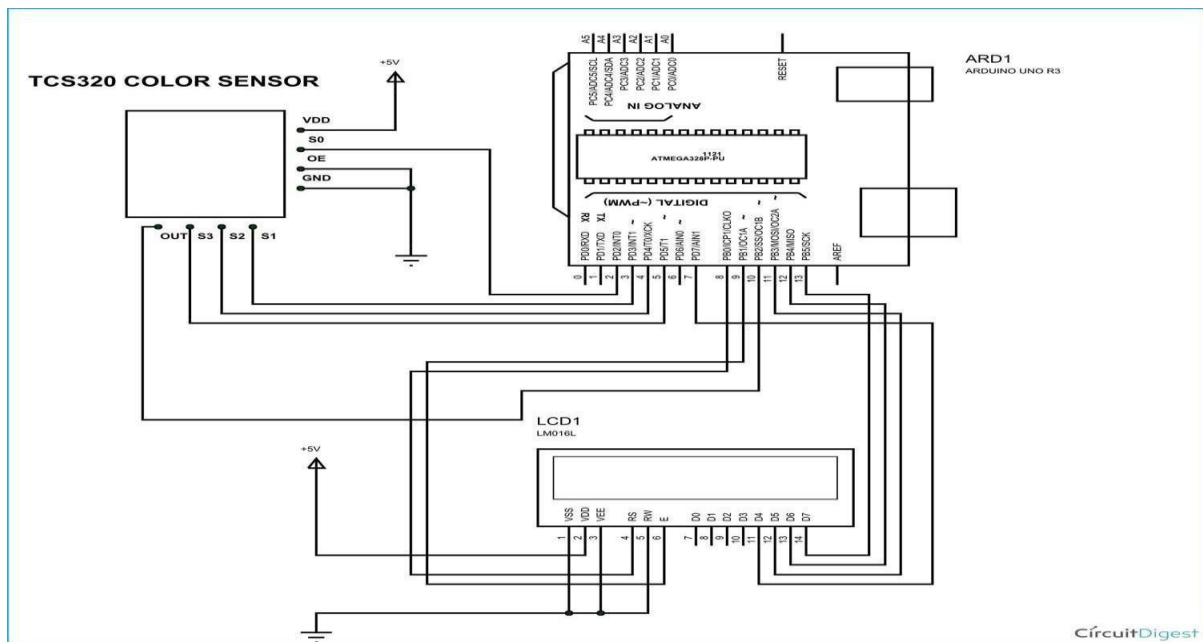 TCS320 COLOR SENSOR
+5V
VDD
S0
OE
GND
OUT S3 S2 S1
ARD1
ARDUINO UNO R3
A5 A4 A3 A2 A1 A0
PC5/ADC5/SCL
PC4/ADC4/SDA
PC3/ADC3
PC2/ADC2
PC1/ADC1
PC0/ADC0
RESET
ANALOG IN
1121
ATMEGA328P-PU
DIGITAL (~PWM)
RX
TX
~
~
~
~
~
~
PD0/RXD
PD1/TXD
PD2/INT0
PD3/INT1
PD4/T0/XCK
PD5/T1
PD6/AIN0
PD7/AIN1
PB0/ICP1/CLKO
PB1/OC1A
PB2/SS/OC1B
PB3/MOSI/OC2A
PB4/MISO
PB5/SCK
AREF
0 1 2 3 4 5 6 7 8 9 10 11 12 13
LCD1
LM016L
+5V
VSS VDD VEE RS RW E D0 D1 D2 D3 D4 D5 D6 D7
1 2 3 4 5 6 7 8 9 10 11 12 13 14
CírcuitDigest